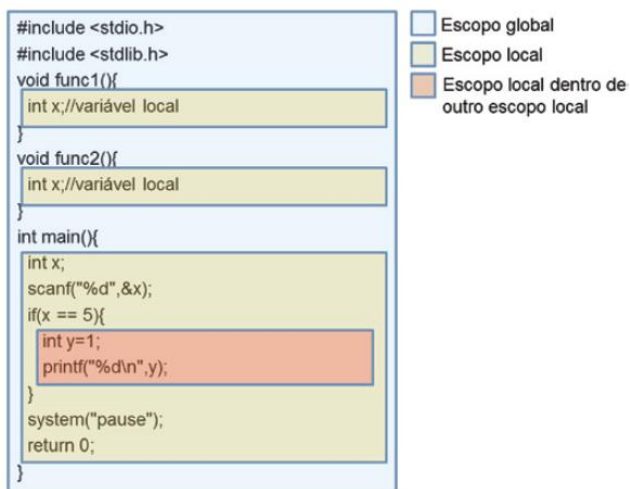 #include <stdio.h>
#include <stdlib.h>
void func1(){
int x;//variável local
}
void func2(){
int x;//variável local
}
int main(){
int x;
scanf("%d",&x);
if(x == 5){
int y=1;
printf("%d\n",y);
}
system("pause");
return 0;
}
Escopo global
Escopo local
Escopo local dentro de
outro escopo local